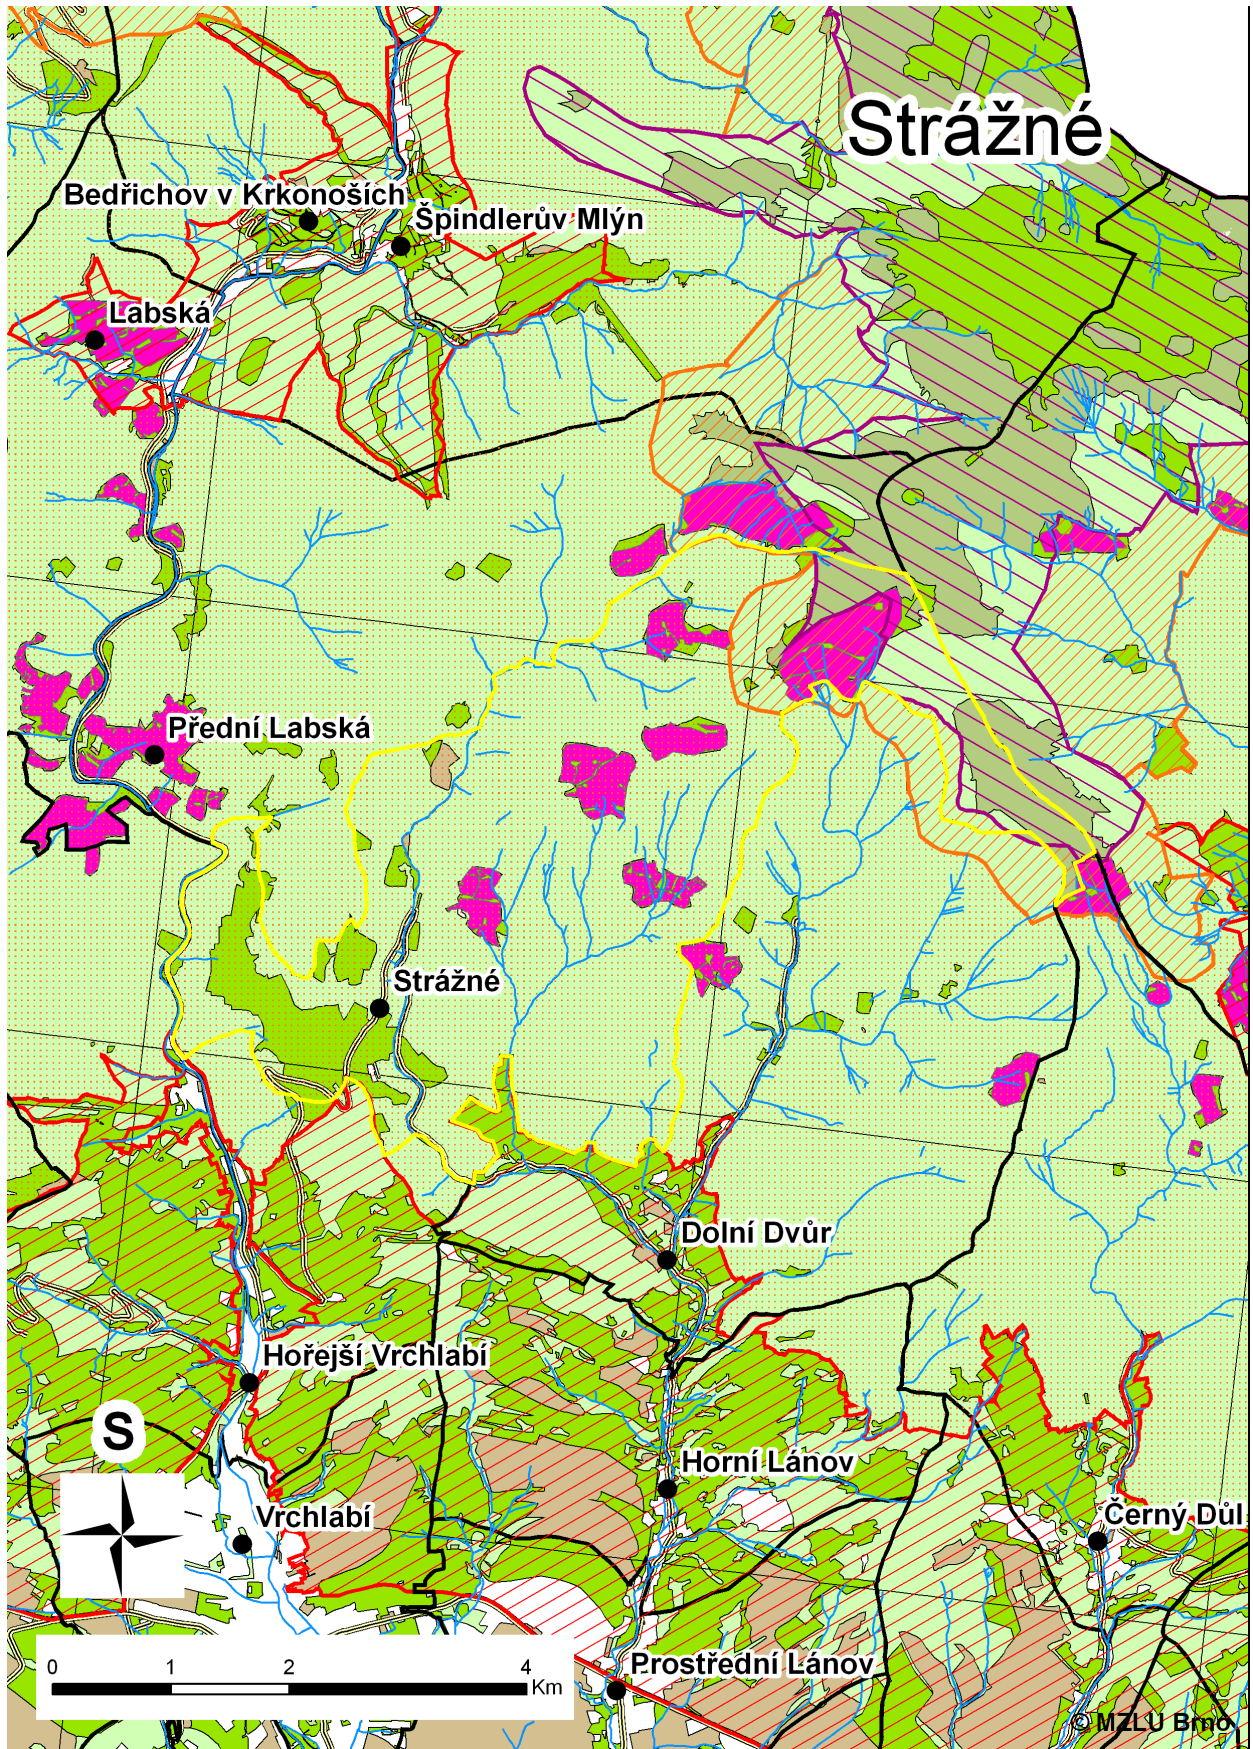 Strážné
Bedřichov v Krkonoších
Špindlerův Mlýn
Labská
Přední Labská
Strážné
Dolní Dvůr
Hořejší Vrchlabí
S
Horní Lánov
Vrchlabí
Černý Důl
Prostřední Lánov
0 1 2 4
Km
© MZLU Brno